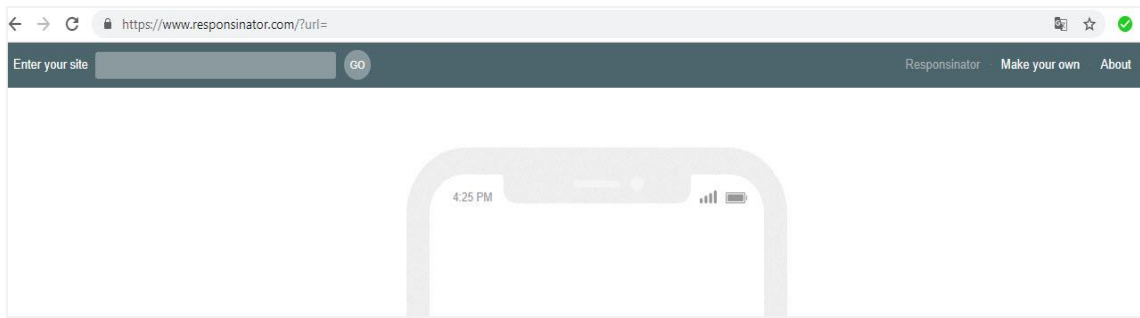 https://www.responsinator.com/?url=
Enter your site GO Responsinator Make your own About
4:25 PM